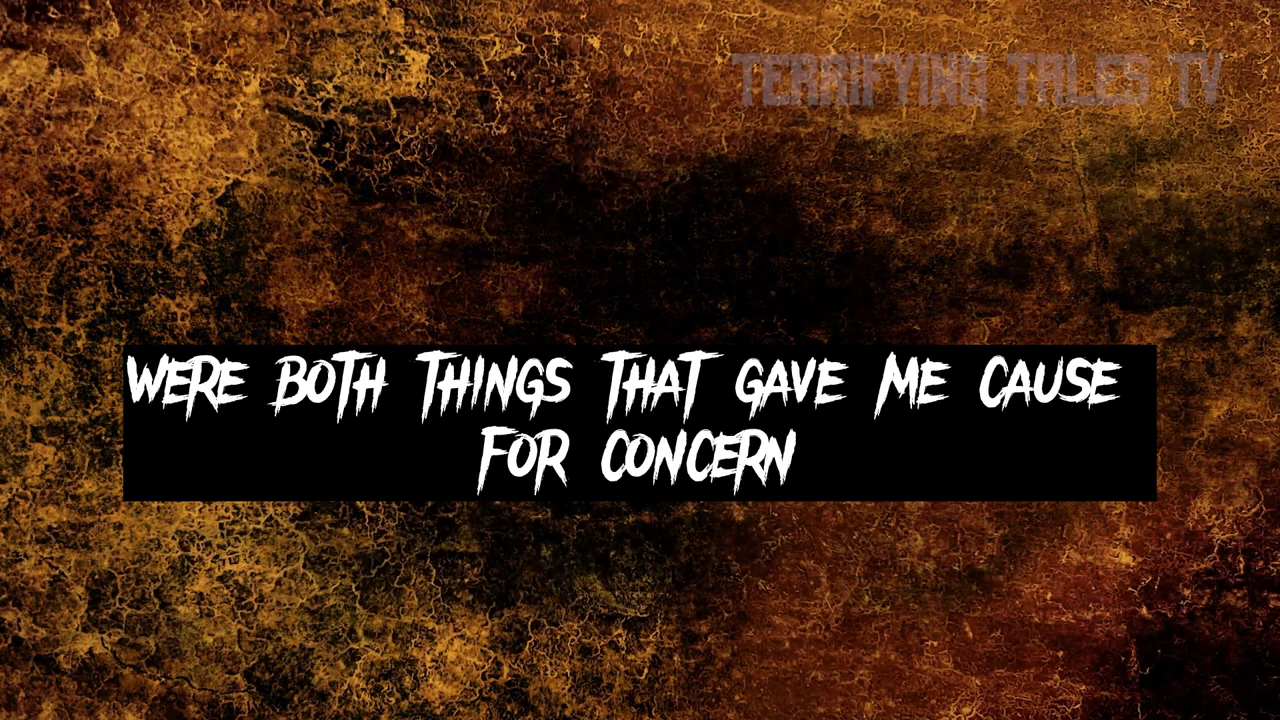 TERRIFYING TALES TV
WERE BOTH THINGS THAT GAVE ME CAUSE
FOR CONCERN